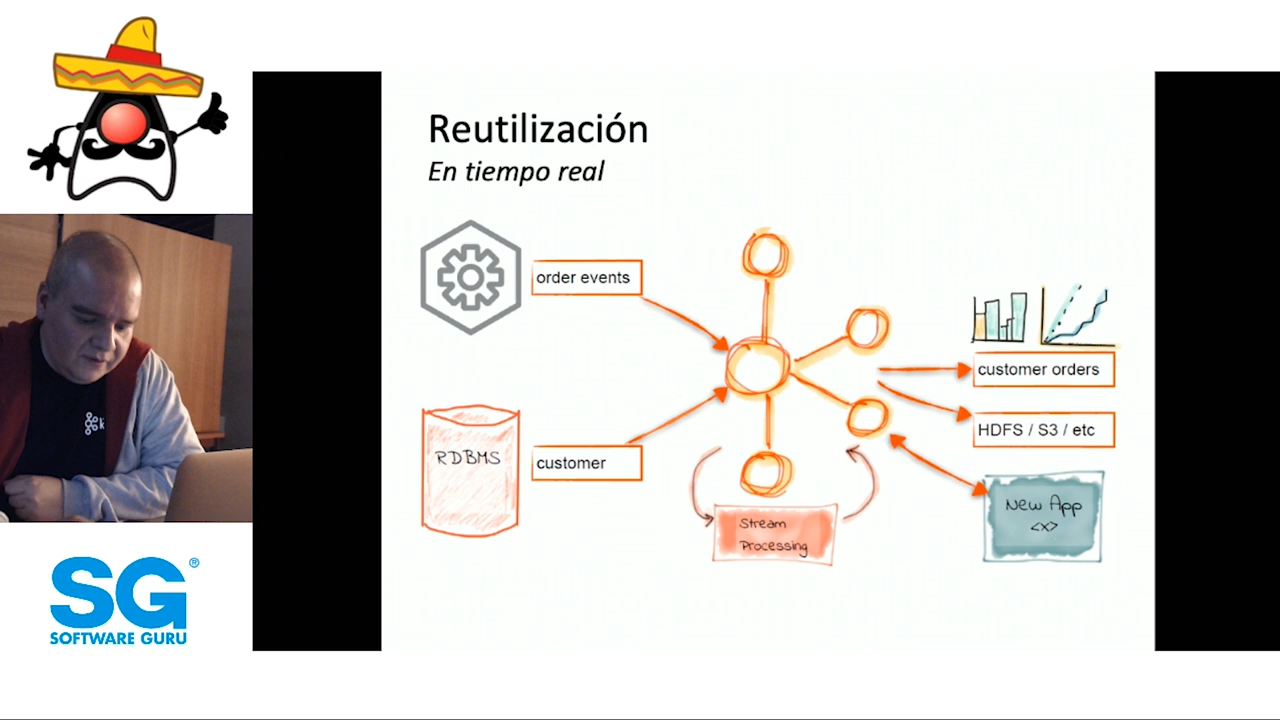 Reutilización
En tiempo real
order events
customer orders
HDFS / S3 / etc
RDBMS
customer
New App
<x>
Stream
Processing
k
SG®
SOFTWARE GURU